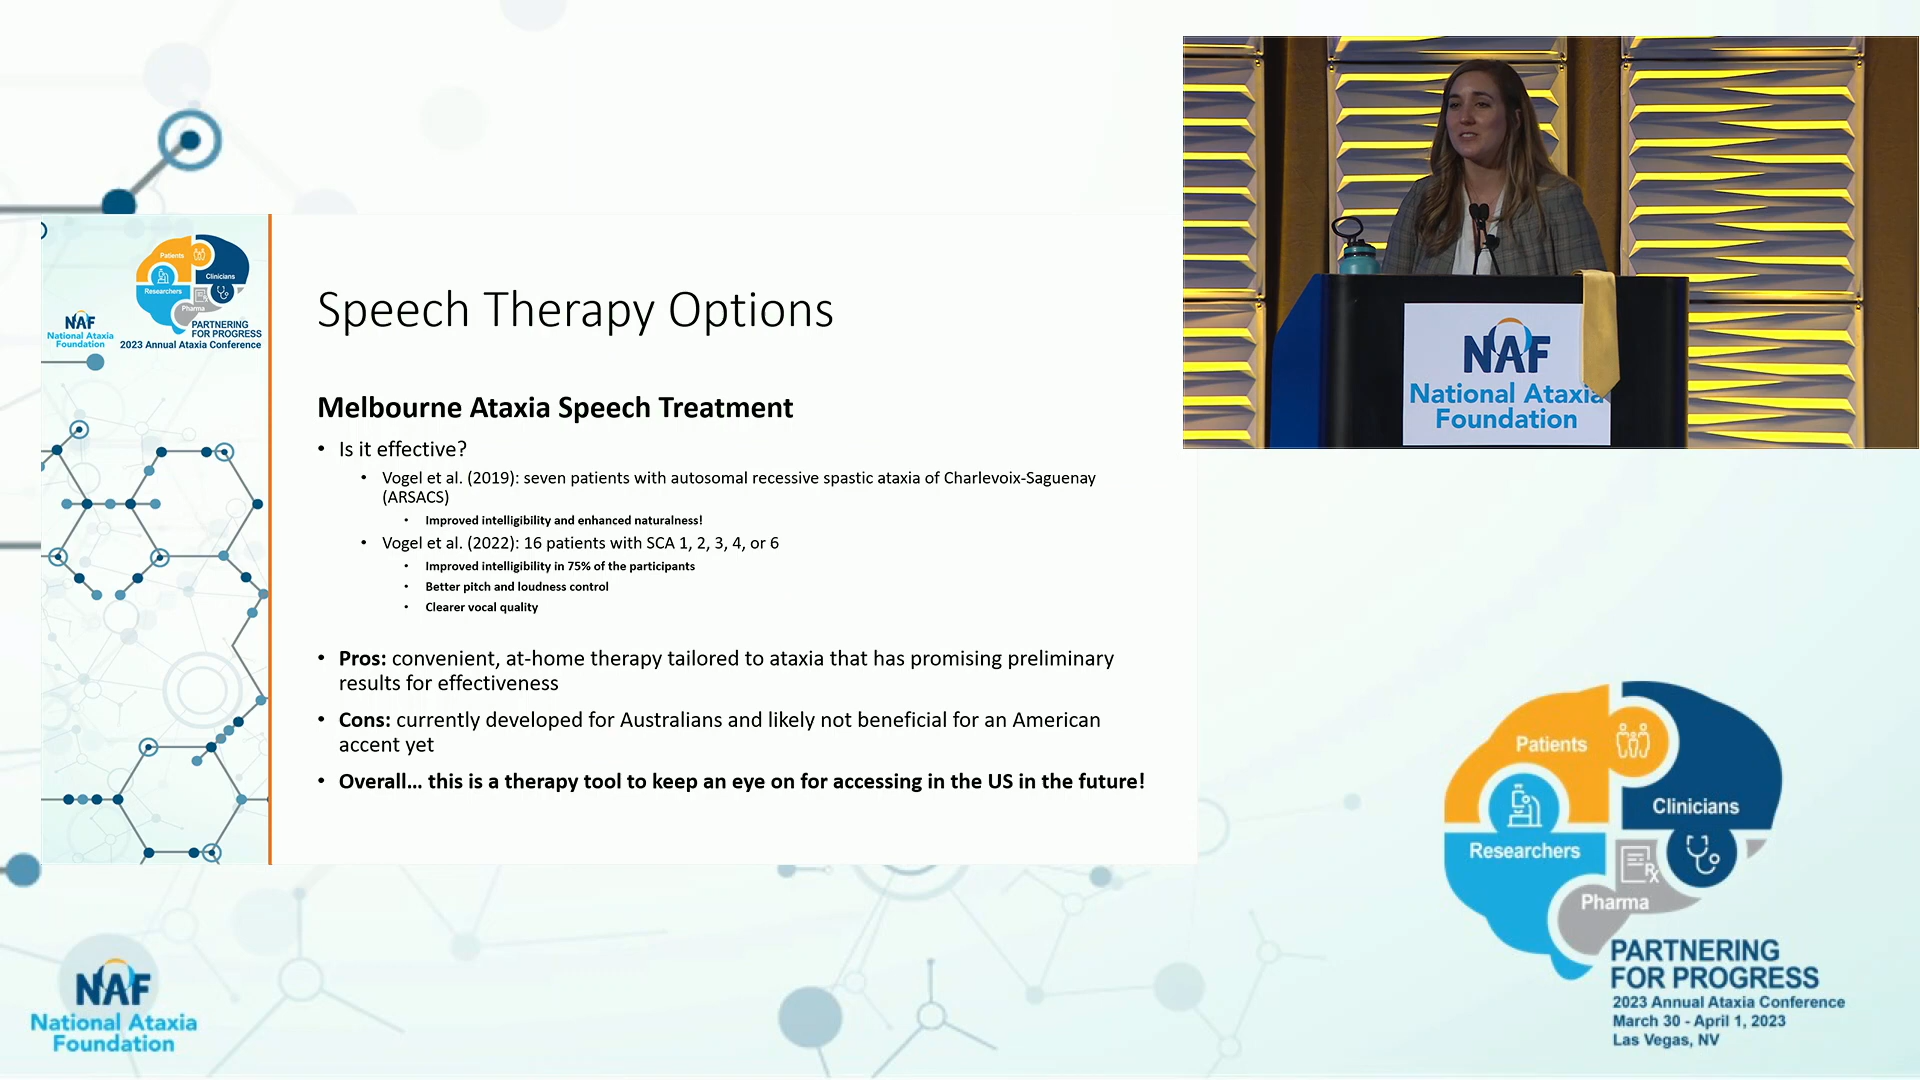 Patients
Clinicians
Researchers
Pharma
NAF
National Ataxia
Foundation
PARTNERING
FOR PROGRESS
2023 Annual Ataxia Conference
Speech Therapy Options
Melbourne Ataxia Speech Treatment
• Is it effective?
• Vogel et al. (2019): seven patients with autosomal recessive spastic ataxia of Charlevoix-Saguenay
(ARSACS)
• Improved intelligibility and enhanced naturalness!
• Vogel et al. (2022): 16 patients with SCA 1, 2, 3, 4, or 6
• Improved intelligibility in 75% of the participants
• Better pitch and loudness control
• Clearer vocal quality
• Pros: convenient, at-home therapy tailored to ataxia that has promising preliminary
results for effectiveness
• Cons: currently developed for Australians and likely not beneficial for an American
accent yet
• Overall... this is a therapy tool to keep an eye on for accessing in the US in the future!
NAF
National Ataxia
Foundation
Patients
Clinicians
Researchers
Rx
Pharma
PARTNERING
FOR PROGRESS
2023 Annual Ataxia Conference
March 30 - April 1, 2023
Las Vegas, NV
NAF
National Ataxia
Foundation